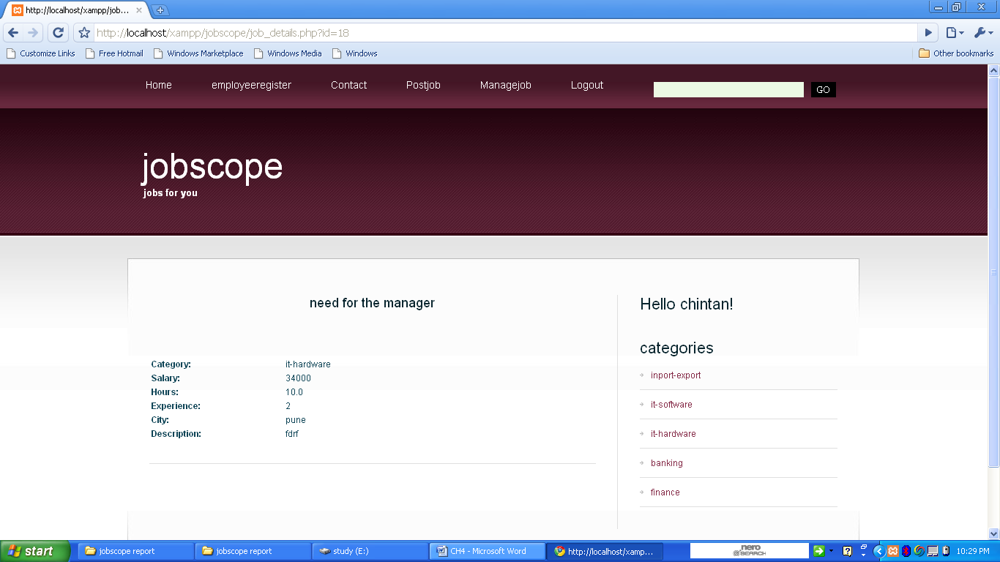 http://localhost/xampp/job...
http://localhost/xampp/jobscope/job_details.php?id=18
Customize Links Free Hotmail Windows Marketplace Windows Media Windows Other bookmarks
Home employeeregister Contact Postjob Managejob Logout GO
jobscope
jobs for you
need for the manager
Category: it-hardware
Salary: 34000
Hours: 10.0
Experience: 2
City: pune
Description: fdrf
Hello chintan!
categories
inport-export
it-software
it-hardware
banking
finance
start jobscope report jobscope report study (E:) CH4 - Microsoft Word http://localhost/xamp... nero SEARCH 10:29 PM